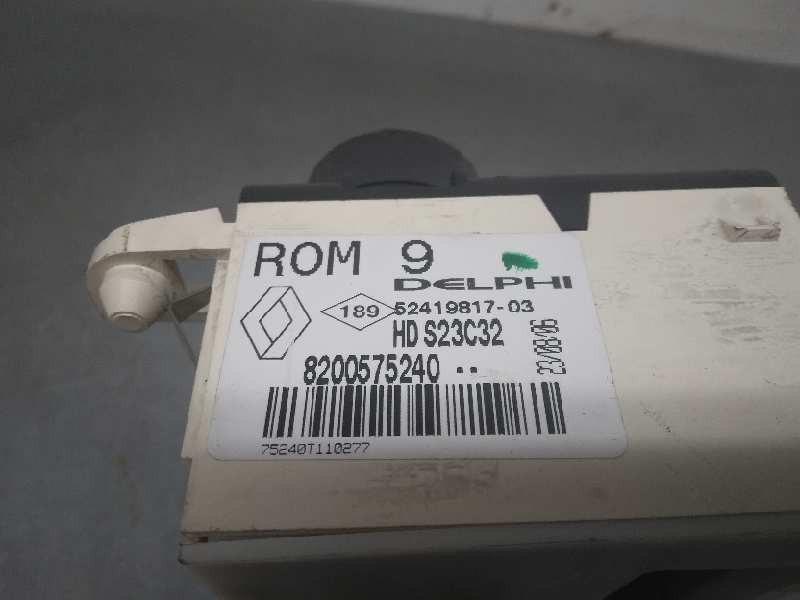 ROM 9
DELPHI
189
52419817-03
HD S23C32
23/08/06
8200575240 --
75240T110277